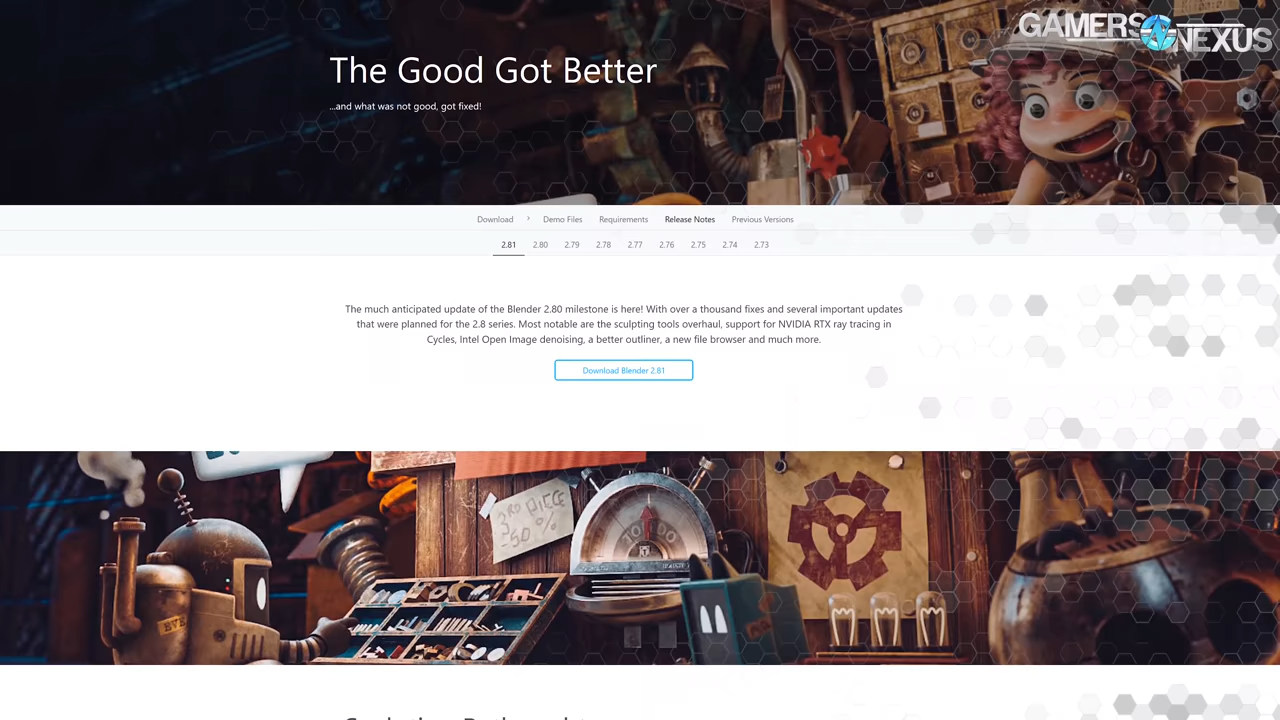 GAMERS NEXUS
The Good Got Better
...and what was not good, got fixed!
Download › Demo Files Requirements Release Notes Previous Versions
2.81 2.80 2.79 2.78 2.77 2.76 2.75 2.74 2.73
The much anticipated update of the Blender 2.80 milestone is here! With over a thousand fixes and several important updates
that were planned for the 2.8 series. Most notable are the sculpting tools overhaul, support for NVIDIA RTX ray tracing in
Cycles, Intel Open Image denoising, a better outliner, a new file browser and much more.
Download Blender 2.81
3RD PIECE
-50%
TO DO
EVE